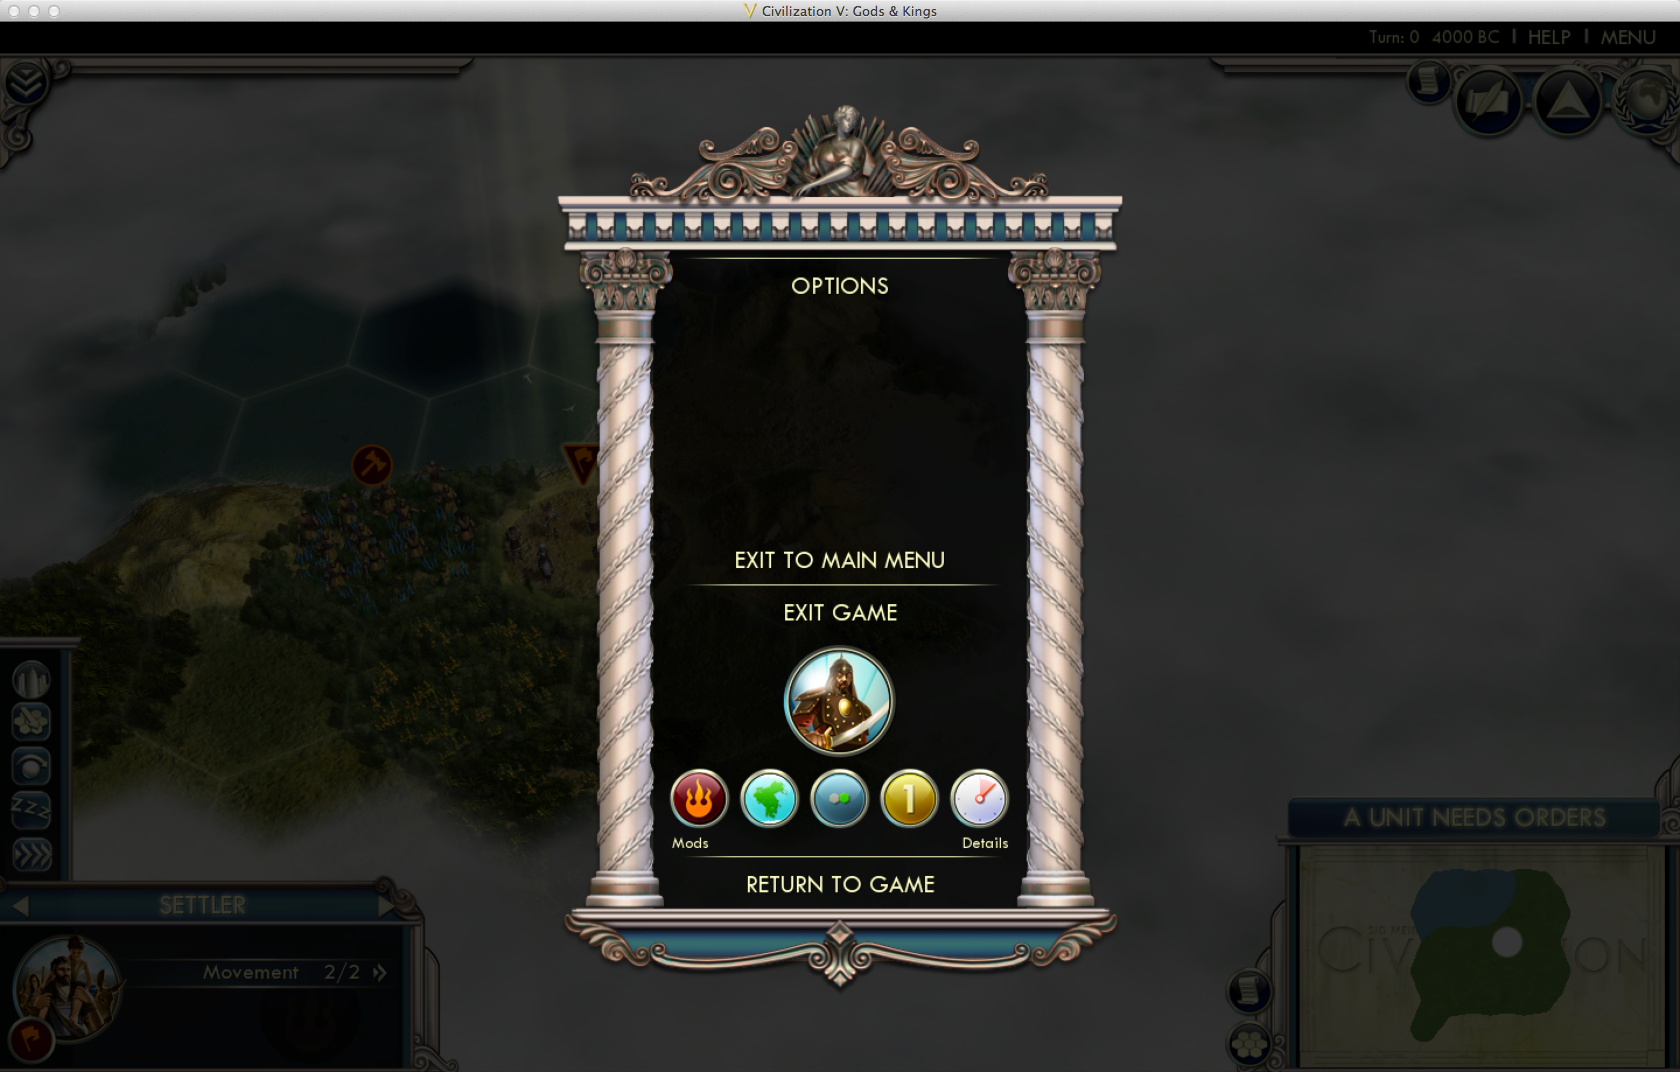 Civilization V: Gods & Kings
Turn: 0 4000 BC | HELP | MENU
OPTIONS
EXIT TO MAIN MENU
EXIT GAME
1
Mods
Details
RETURN TO GAME
A UNIT NEEDS ORDERS
SETTLER
Movement 2/2
ZZZ